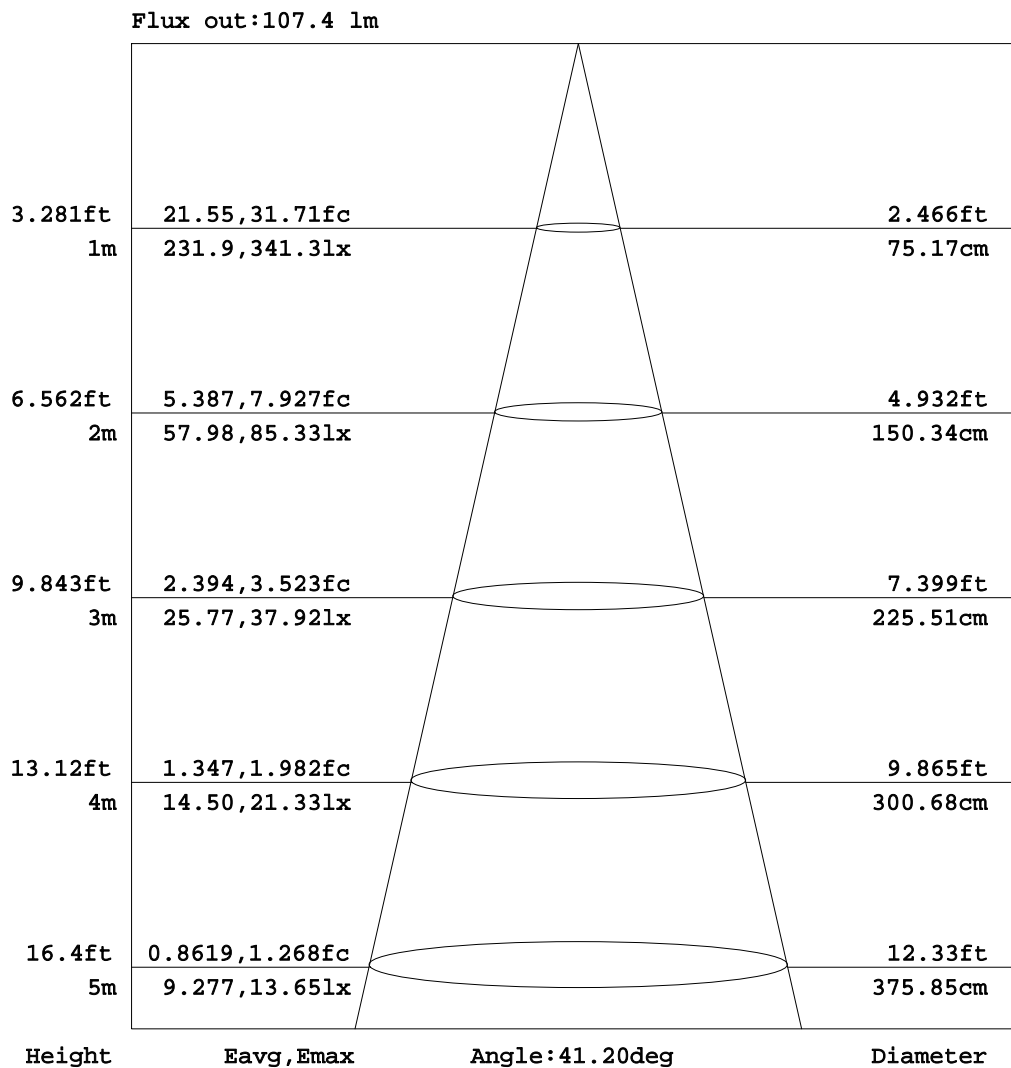 Flux out:107.4 lm
3.281ft 21.55,31.71fc 2.466ft
1m 231.9,341.3lx 75.17cm
6.562ft 5.387,7.927fc 4.932ft
2m 57.98,85.33lx 150.34cm
9.843ft 2.394,3.523fc 7.399ft
3m 25.77,37.92lx 225.51cm
13.12ft 1.347,1.982fc 9.865ft
4m 14.50,21.33lx 300.68cm
16.4ft 0.8619,1.268fc 12.33ft
5m 9.277,13.65lx 375.85cm
Height Eavg,Emax Angle:41.20deg Diameter